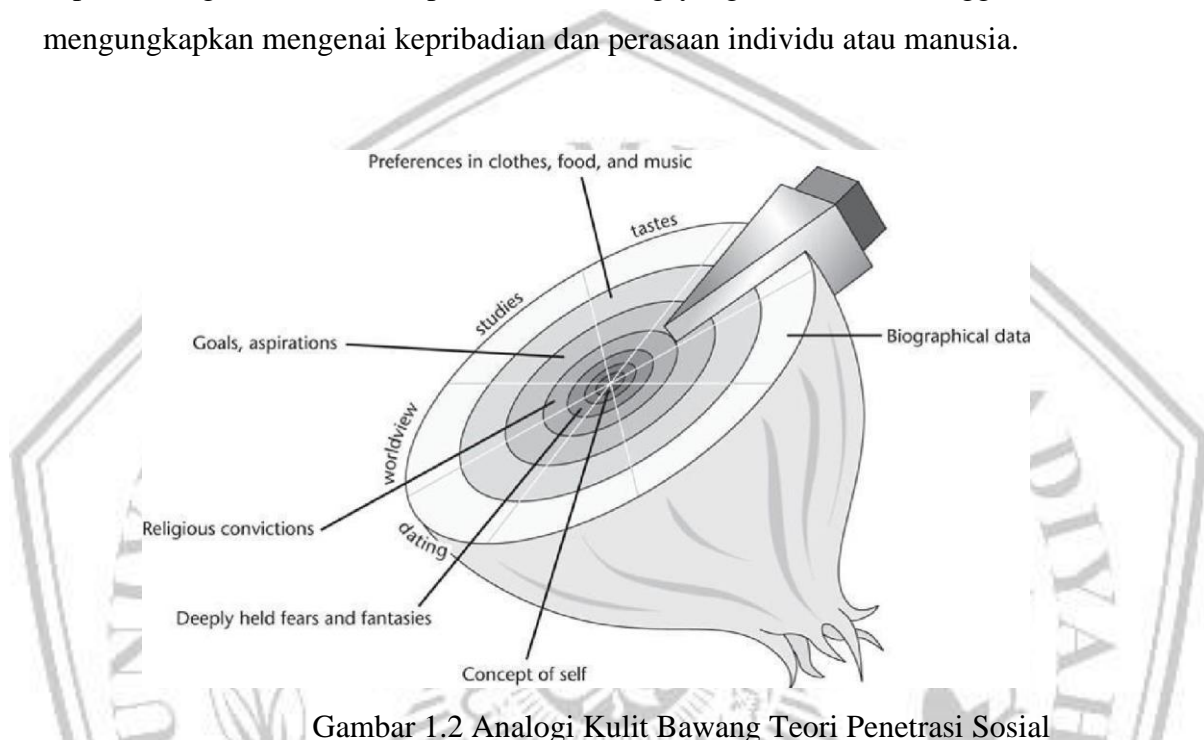 mengungkapkan mengenai kepribadian dan perasaan individu atau manusia.
Preferences in clothes, food, and music
tastes
studies
Goals, aspirations
Biographical data
worldview
Religious convictions
dating
Deeply held fears and fantasies
Concept of self
Gambar 1.2 Analogi Kulit Bawang Teori Penetrasi Sosial